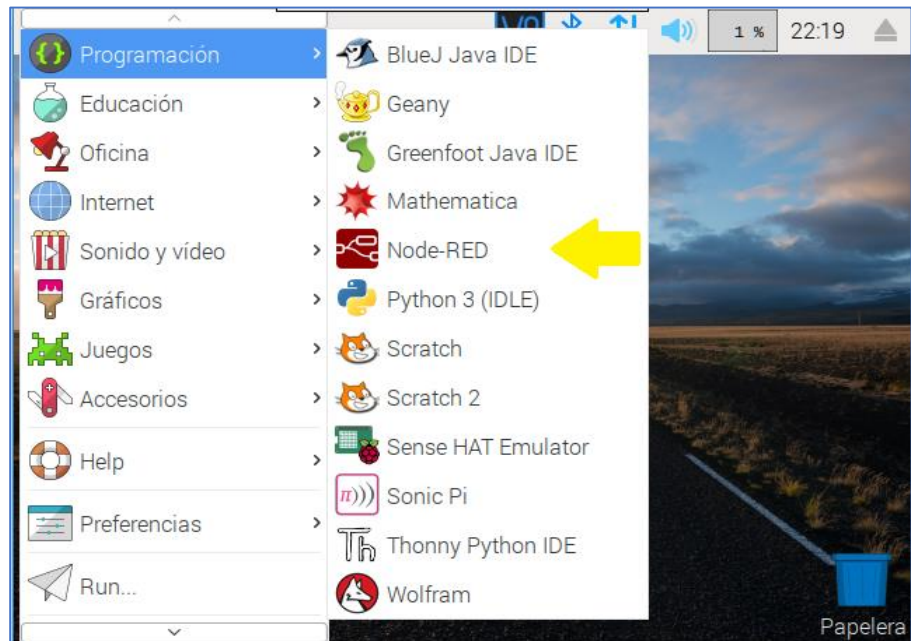 1 %
22:19
Programación
Educación
Oficina
Internet
Sonido y vídeo
Gráficos
Juegos
Accesorios
Help
Preferencias
Run...
BlueJ Java IDE
Geany
Greenfoot Java IDE
Mathematica
Node-RED
Python 3 (IDLE)
Scratch
Scratch 2
Sense HAT Emulator
Sonic Pi
Thonny Python IDE
Wolfram
Papelera